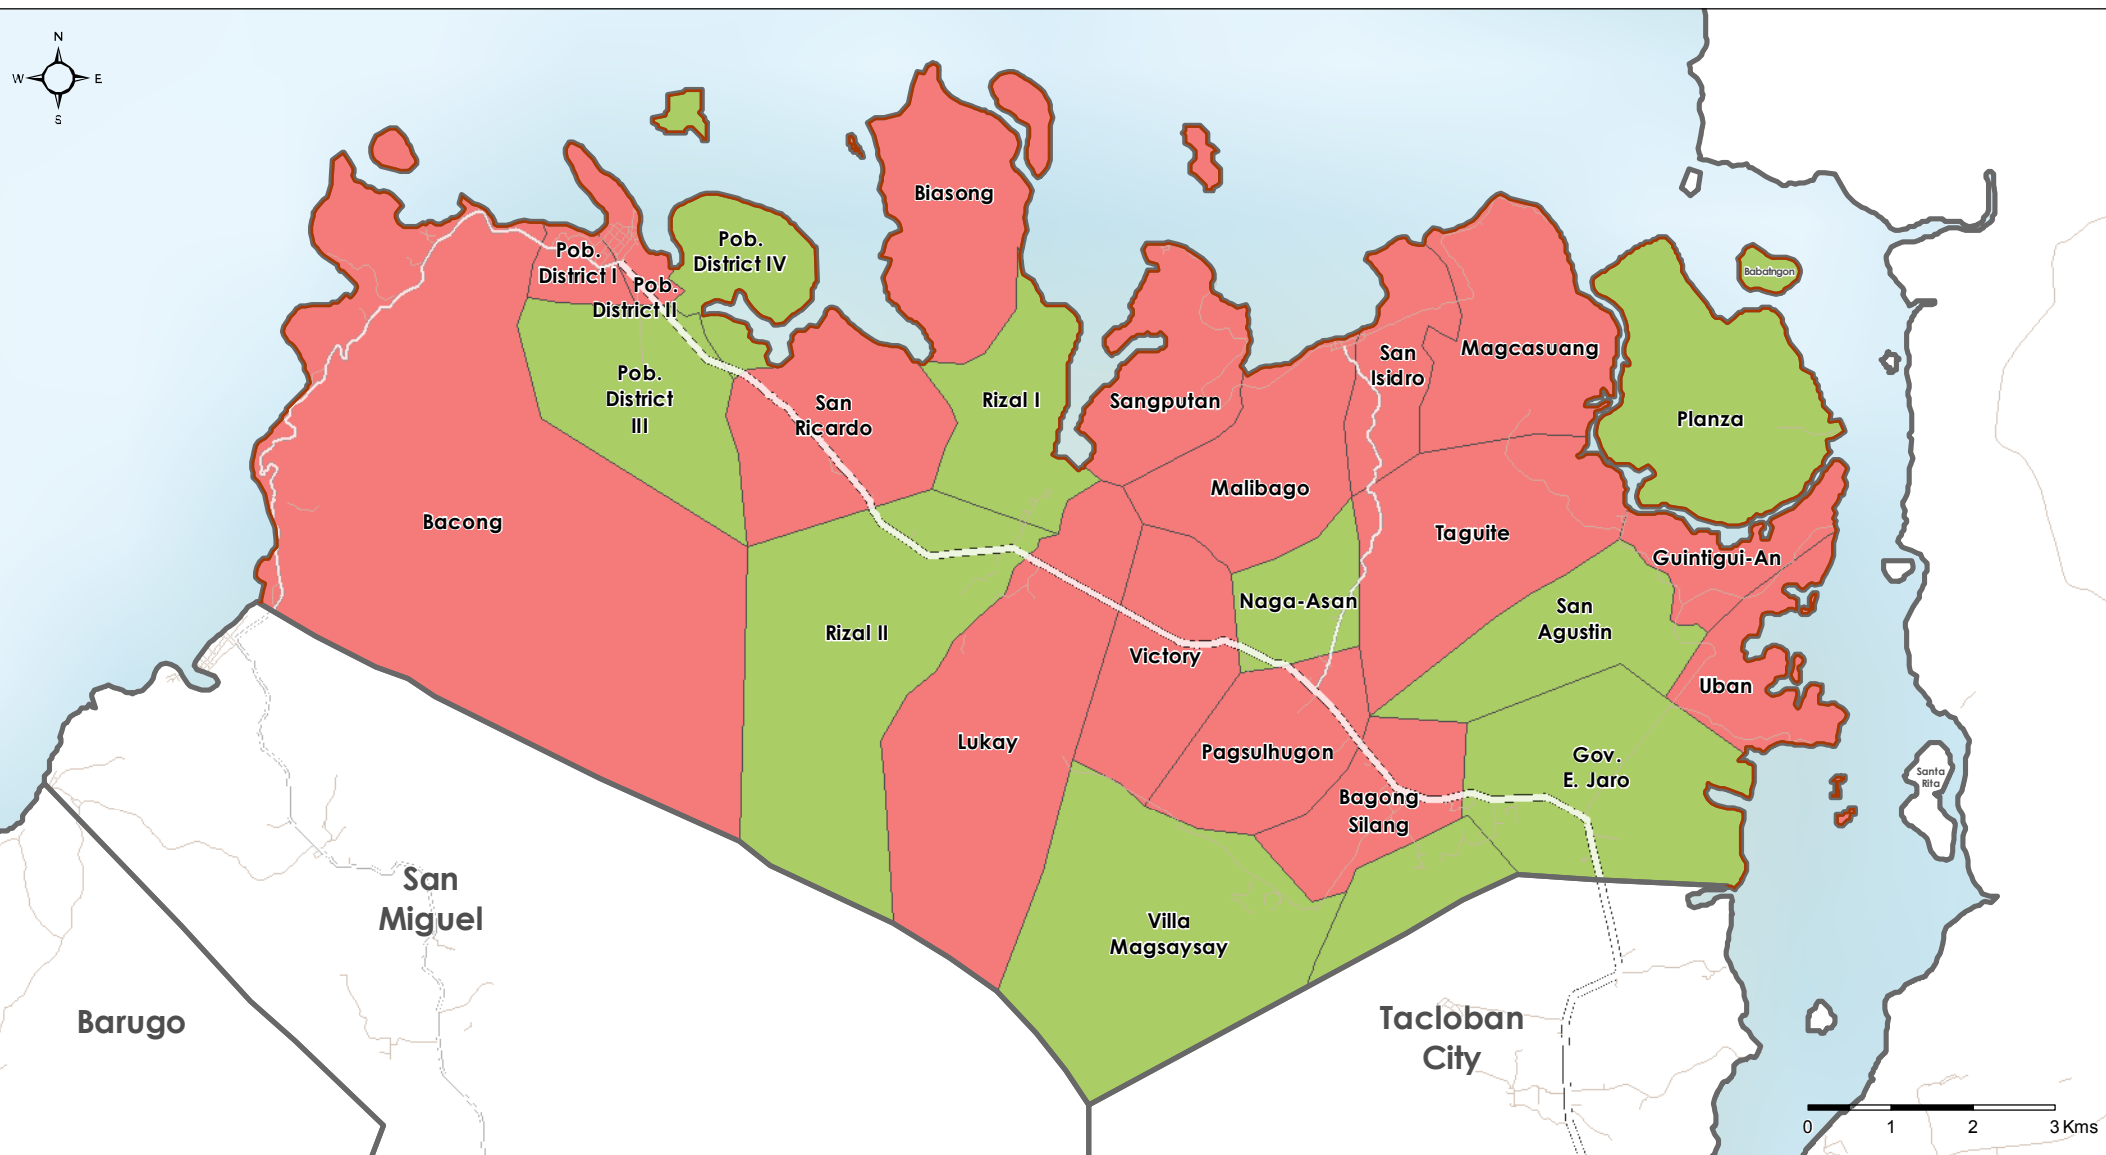 N
W E
S
Biasong
Pob.
District IV
Pob.
District I
Pob.
District II
Babatngon
San
Isidro
Magcasuang
Pob.
District
III
San
Ricardo
Rizal I
Sangputan
Planza
Malibago
Bacong
Taguite
Guintigui-An
Naga-Asan
San
Agustin
Rizal II
Victory
Uban
Lukay
Pagsulhugon
Gov.
E. Jaro
Santa
Rita
Bagong
Silang
San
Miguel
Villa
Magsaysay
Barugo
Tacloban
City
0 1 2 3 Kms